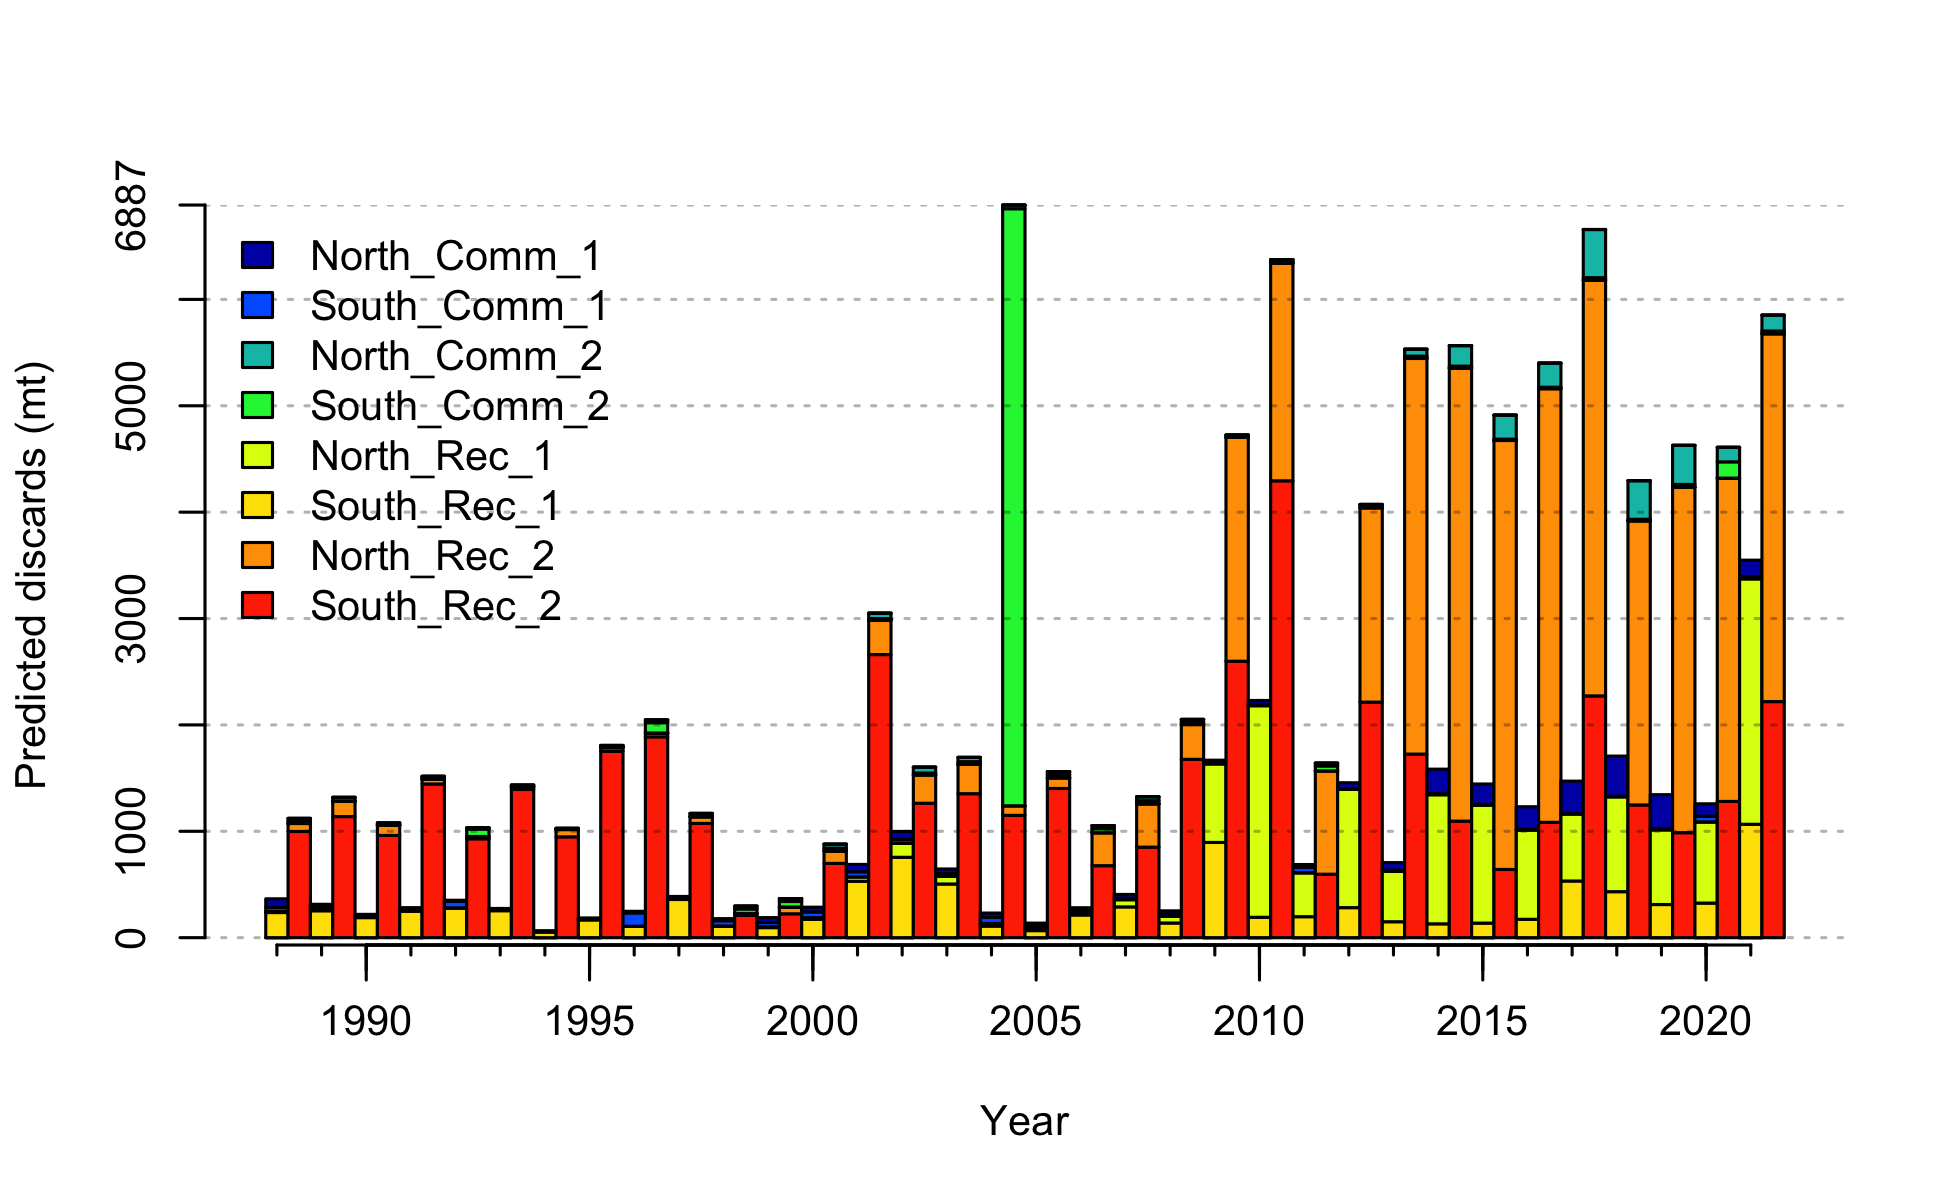 6887
5000
3000
1000
0
Predicted discards (mt)
North_Comm_1
South_Comm_1
North_Comm_2
South_Comm_2
North_Rec_1
South_Rec_1
North_Rec_2
South_Rec_2
1990 1995 2000 2005 2010 2015 2020
Year